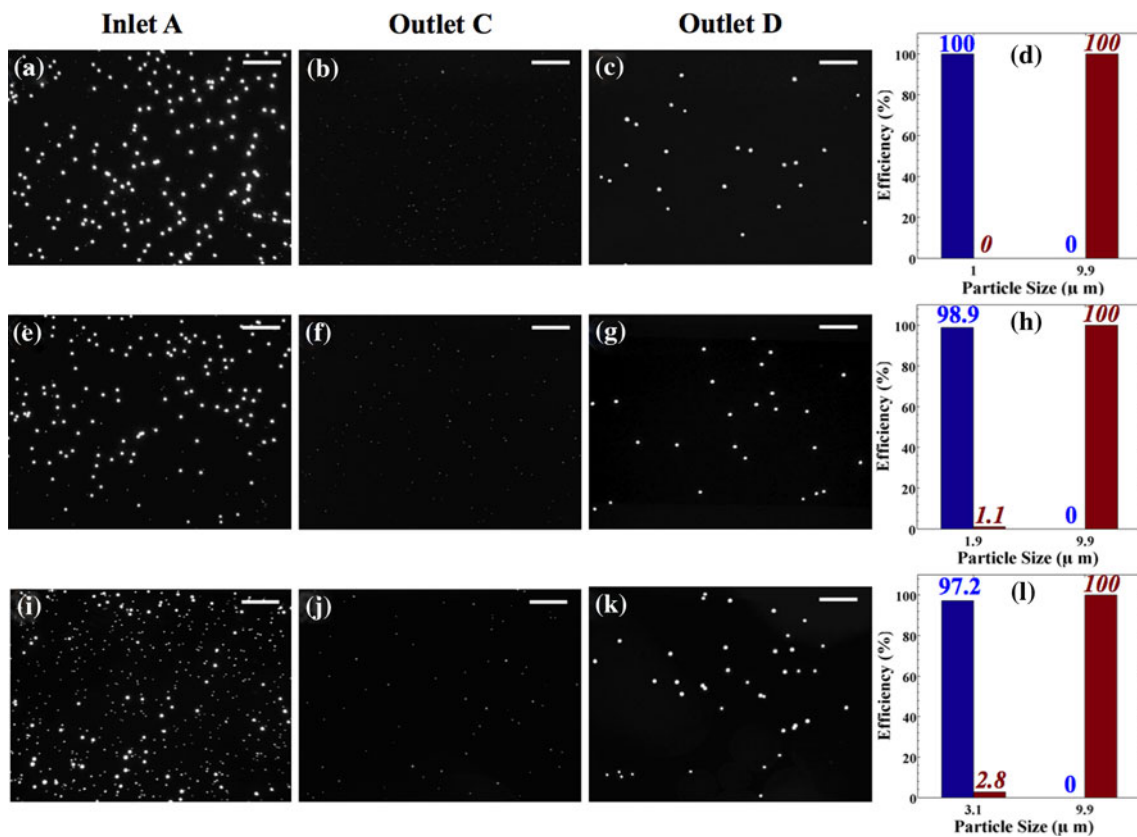 Inlet A
Outlet C
Outlet D
(a)
(b)
(c)
(d)
100
0
0
100
Efficiency (%)
100
80
60
40
20
0
1
9.9
Particle Size (μ m)
(e)
(f)
(g)
(h)
98.9
1.1
0
100
Efficiency (%)
100
80
60
40
20
0
1.9
9.9
Particle Size (μ m)
(i)
(j)
(k)
(l)
97.2
2.8
0
100
Efficiency (%)
100
80
60
40
20
0
3.1
9.9
Particle Size (μ m)